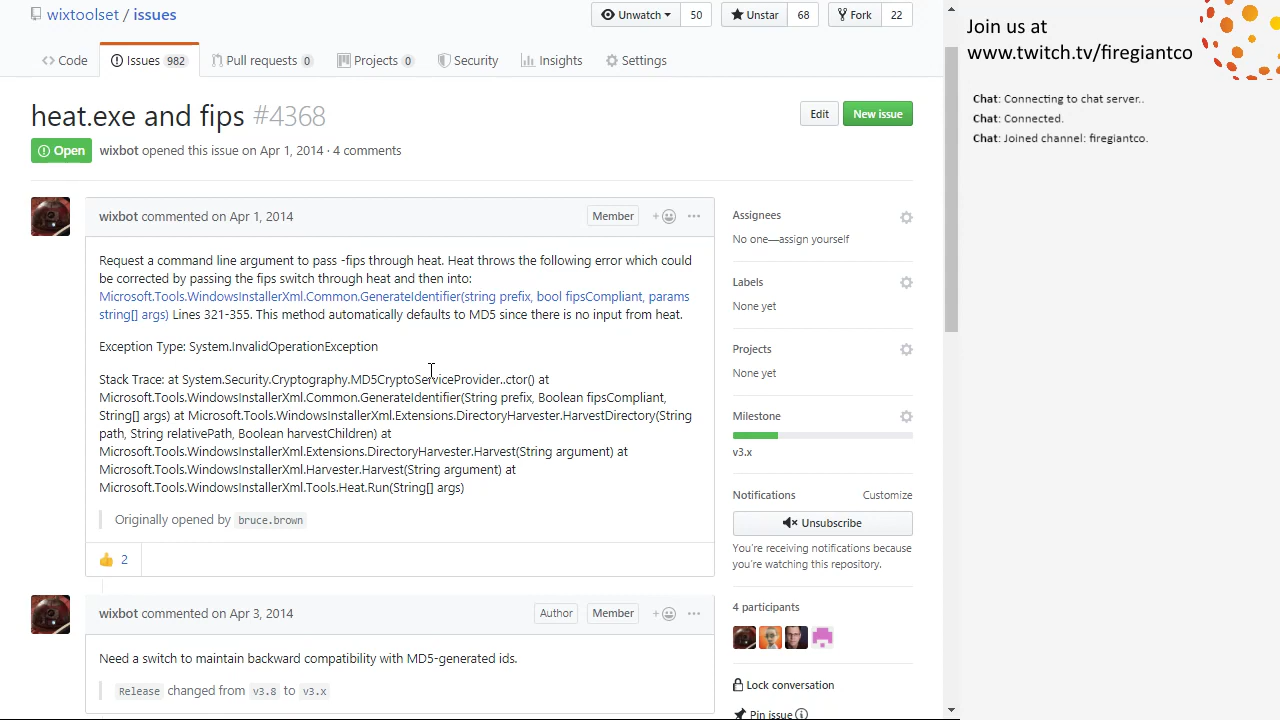 wixtoolset / issues
Unwatch 50
Unstar 68
Fork 22
Code
Issues 982
Pull requests 0
Projects 0
Security
Insights
Settings
heat.exe and fips #4368
Edit
New issue
Open
wixbot opened this issue on Apr 1, 2014 · 4 comments
wixbot commented on Apr 1, 2014
Member
Request a command line argument to pass -fips through heat. Heat throws the following error which could
be corrected by passing the fips switch through heat and then into:
Microsoft.Tools.WindowsInstallerXml.Common.GenerateIdentifier(string prefix, bool fipsCompliant, params
string[] args) Lines 321-355. This method automatically defaults to MD5 since there is no input from heat.
Exception Type: System.InvalidOperationException
Stack Trace: at System.Security.Cryptography.MD5CryptoServiceProvider..ctor() at
Microsoft.Tools.WindowsInstallerXml.Common.GenerateIdentifier(String prefix, Boolean fipsCompliant,
String[] args) at Microsoft.Tools.WindowsInstallerXml.Extensions.DirectoryHarvester.HarvestDirectory(String
path, String relativePath, Boolean harvestChildren) at
Microsoft.Tools.WindowsInstallerXml.Extensions.DirectoryHarvester.Harvest(String argument) at
Microsoft.Tools.WindowsInstallerXml.Harvester.Harvest(String argument) at
Microsoft.Tools.WindowsInstallerXml.Tools.Heat.Run(String[] args)
Originally opened by bruce.brown
2
wixbot commented on Apr 3, 2014
Author
Member
Need a switch to maintain backward compatibility with MD5-generated ids.
Release changed from v3.8 to v3.x
Assignees
No one—assign yourself
Labels
None yet
Projects
None yet
Milestone
v3.x
Notifications
Customize
Unsubscribe
You're receiving notifications because
you're watching this repository.
4 participants
Lock conversation
Pin issue
Join us at
www.twitch.tv/firegiantco
Chat: Connecting to chat server..
Chat: Connected.
Chat: Joined channel: firegiantco.